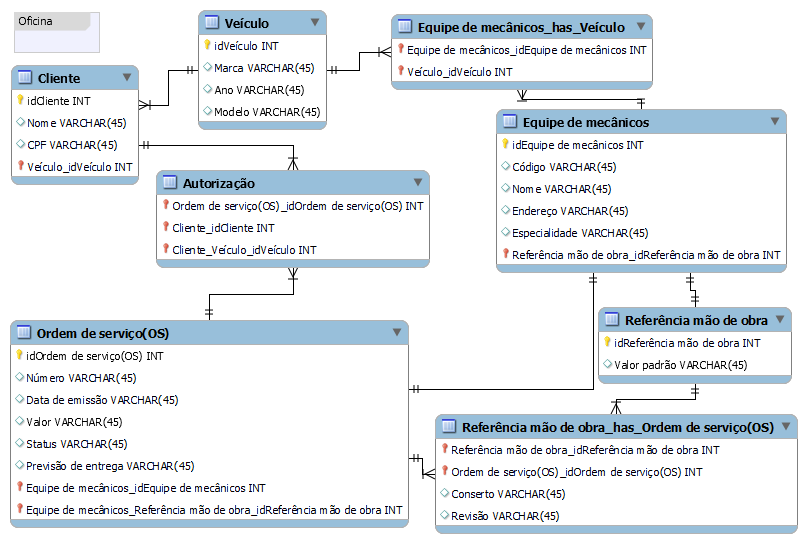 Oficina
Veículo
idVeículo INT
Marca VARCHAR(45)
Ano VARCHAR(45)
Modelo VARCHAR(45)
Equipe de mecânicos_has_Veículo
Equipe de mecânicos_idEquipe de mecânicos INT
Veículo_idVeículo INT
Cliente
idCliente INT
Nome VARCHAR(45)
CPF VARCHAR(45)
Veículo_idVeículo INT
Equipe de mecânicos
idEquipe de mecânicos INT
Código VARCHAR(45)
Nome VARCHAR(45)
Endereço VARCHAR(45)
Especialidade VARCHAR(45)
Referência mão de obra_idReferência mão de obra INT
Autorização
Ordem de serviço(OS)_idOrdem de serviço(OS) INT
Cliente_idCliente INT
Cliente_Veículo_idVeículo INT
Referência mão de obra
idReferência mão de obra INT
Valor padrão VARCHAR(45)
Ordem de serviço(OS)
idOrdem de serviço(OS) INT
Número VARCHAR(45)
Data de emissão VARCHAR(45)
Valor VARCHAR(45)
Status VARCHAR(45)
Previsão de entrega VARCHAR(45)
Equipe de mecânicos_idEquipe de mecânicos INT
Equipe de mecânicos_Referência mão de obra_idReferência mão de obra INT
Referência mão de obra_has_Ordem de serviço(OS)
Referência mão de obra_idReferência mão de obra INT
Ordem de serviço(OS)_idOrdem de serviço(OS) INT
Conserto VARCHAR(45)
Revisão VARCHAR(45)